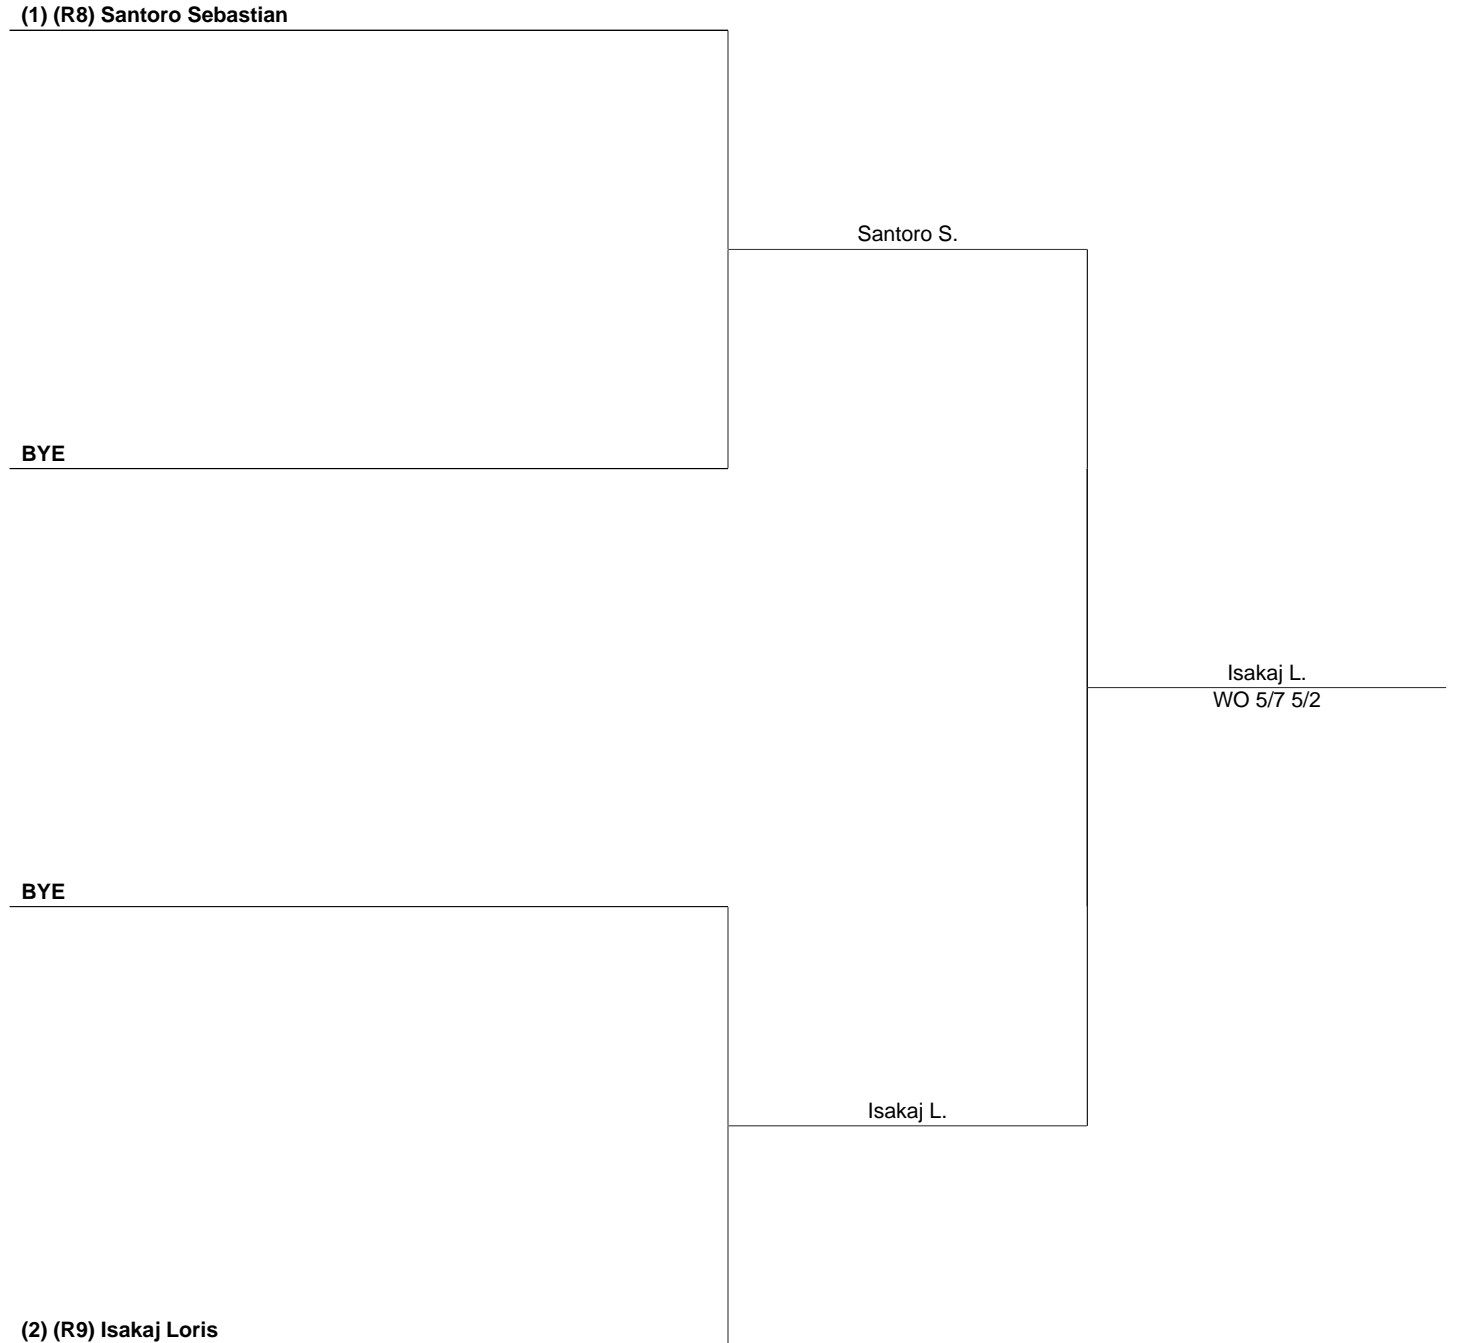 (1) (R8) Santoro Sebastian
Santoro S.
BYE
Isakaj L.
WO 5/7 5/2
BYE
Isakaj L.
(2) (R9) Isakaj Loris